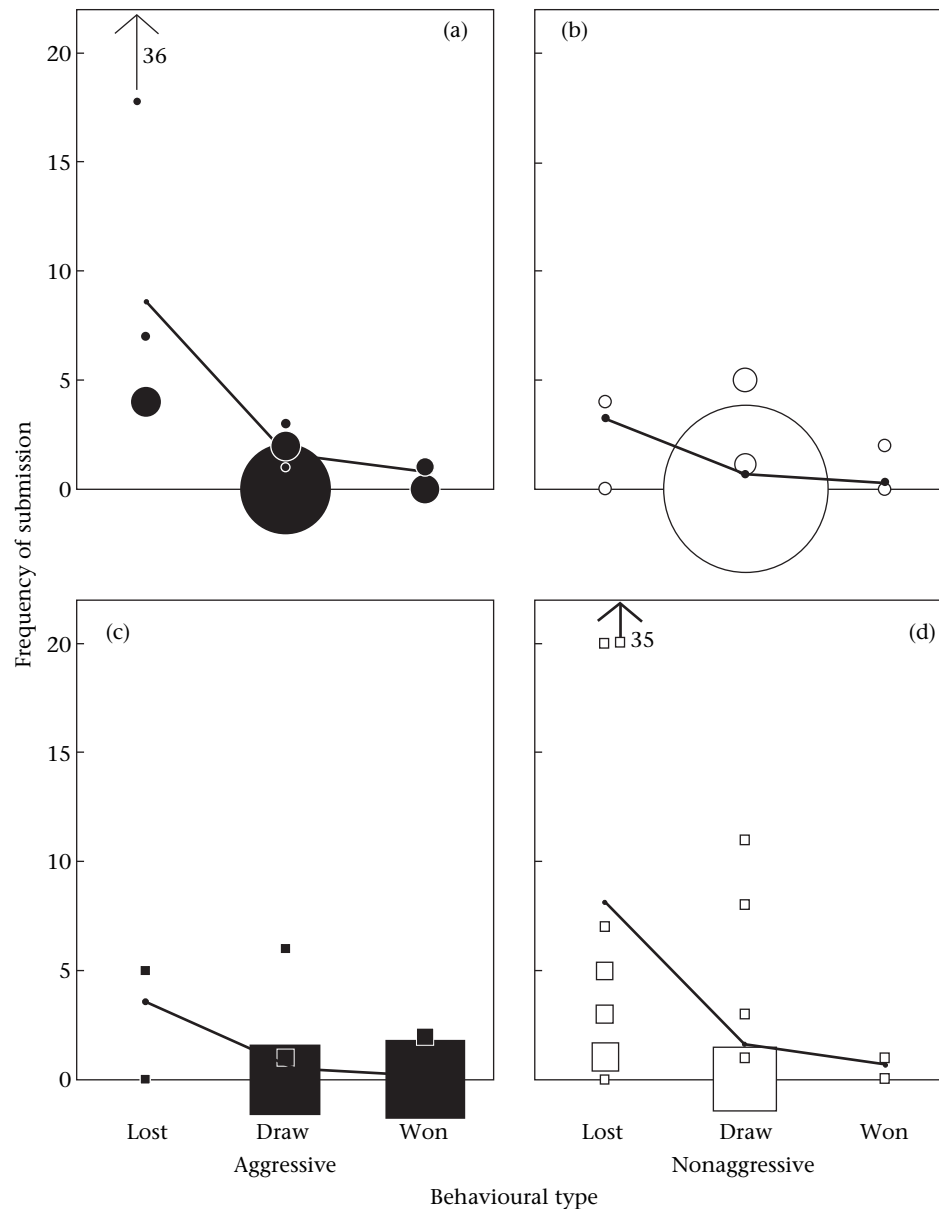 (a)
(b)
36
20
15
10
5
0
Frequency of submission
(c)
(d)
35
20
15
10
5
0
Lost Draw Won Lost Draw Won
Aggressive Nonaggressive
Behavioural type